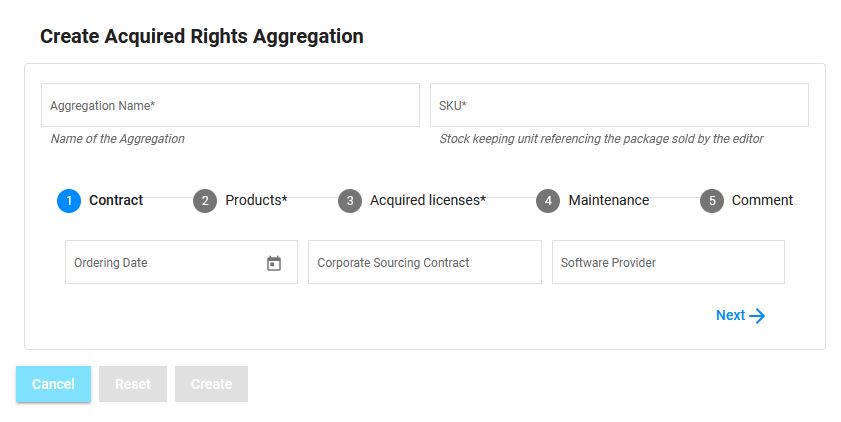 Create Acquired Rights Aggregation
Aggregation Name* SKU*
Name of the Aggregation Stock keeping unit referencing the package sold by the editor
1 Contract 2 Products* 3 Acquired licenses* 4 Maintenance 5 Comment
Ordering Date Corporate Sourcing Contract Software Provider
Next
Cancel Reset Create